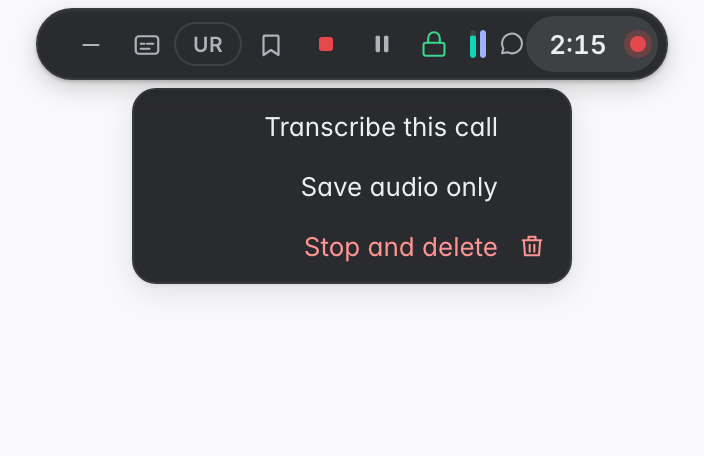 UR
2:15
Transcribe this call
Save audio only
Stop and delete